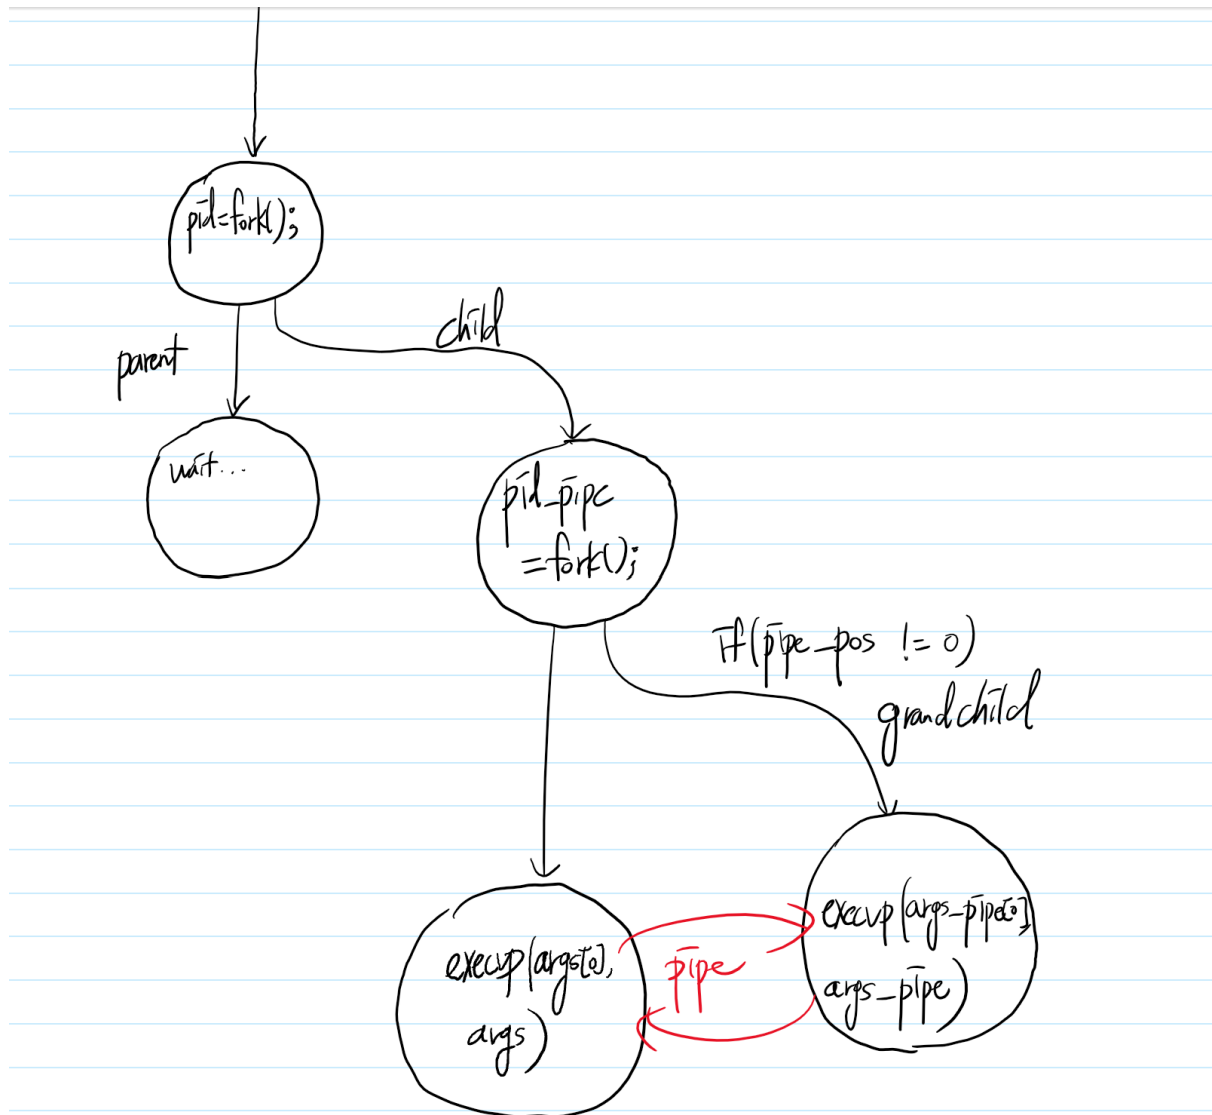 pid=fork();
child
parent
wait...
pid_pipe
=fork();
if(pipe_pos != 0)
grandchild
execvp(args_pipe[0]
args_pipe)
execvp(args[0],
args)
pipe